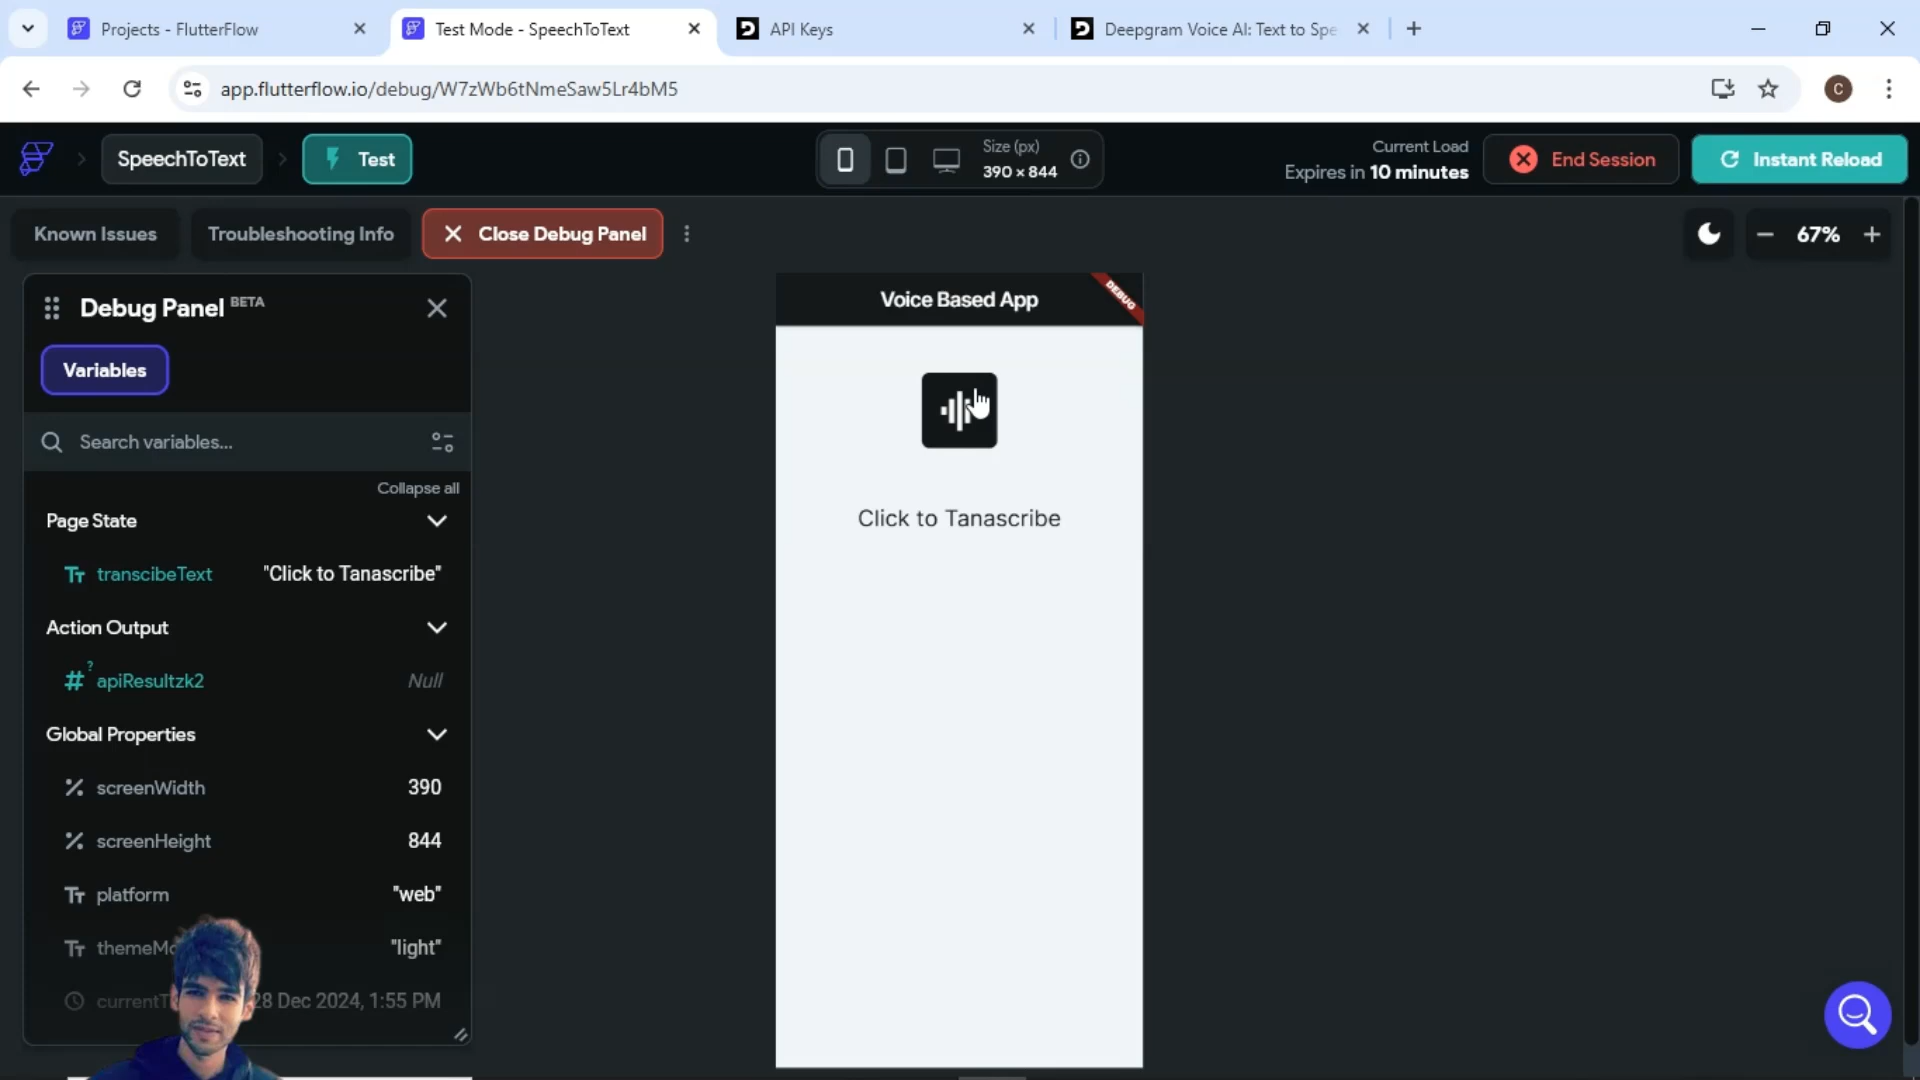 Projects - FlutterFlow
Test Mode - SpeechToText
API Keys
Deepgram Voice AI: Text to Spe
app.flutterflow.io/debug/W7zWb6tNmeSaw5Lr4bM5
C
SpeechToText
Test
Size (px)
390 × 844
Current Load
Expires in 10 minutes
End Session
Instant Reload
Known Issues
Troubleshooting Info
Close Debug Panel
67%
Debug Panel BETA
Variables
Search variables...
Collapse all
Page State
transcibeText "Click to Tanascribe"
Action Output
apiResultzk2 Null
Global Properties
screenWidth 390
screenHeight 844
platform "web"
themeMo "light"
currentT 28 Dec 2024, 1:55 PM
Voice Based App
DEBUG
Click to Tanascribe